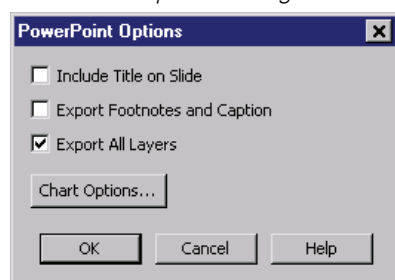 PowerPoint Options
Include Title on Slide
Export Footnotes and Caption
Export All Layers
Chart Options...
OK Cancel Help